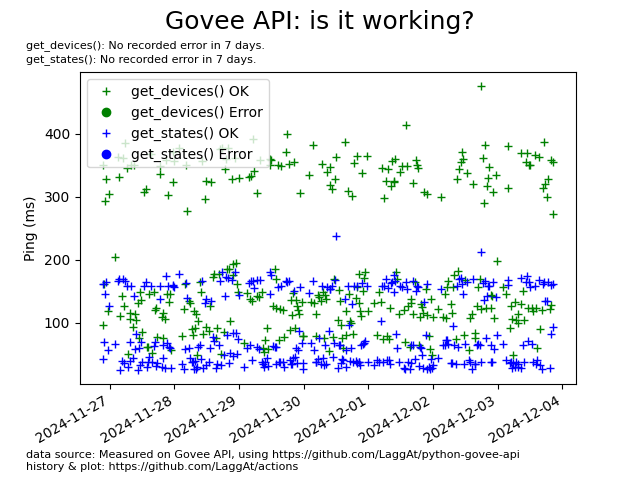 Govee API: is it working?
get_devices(): No recorded error in 7 days.
get_states(): No recorded error in 7 days.
get_devices() OK
get_devices() Error
get_states() OK
get_states() Error
Ping (ms)
400
300
200
100
2024-11-27
2024-11-28
2024-11-29
2024-11-30
2024-12-01
2024-12-02
2024-12-03
2024-12-04
data source: Measured on Govee API, using https://github.com/LaggAt/python-govee-api
history & plot: https://github.com/LaggAt/actions